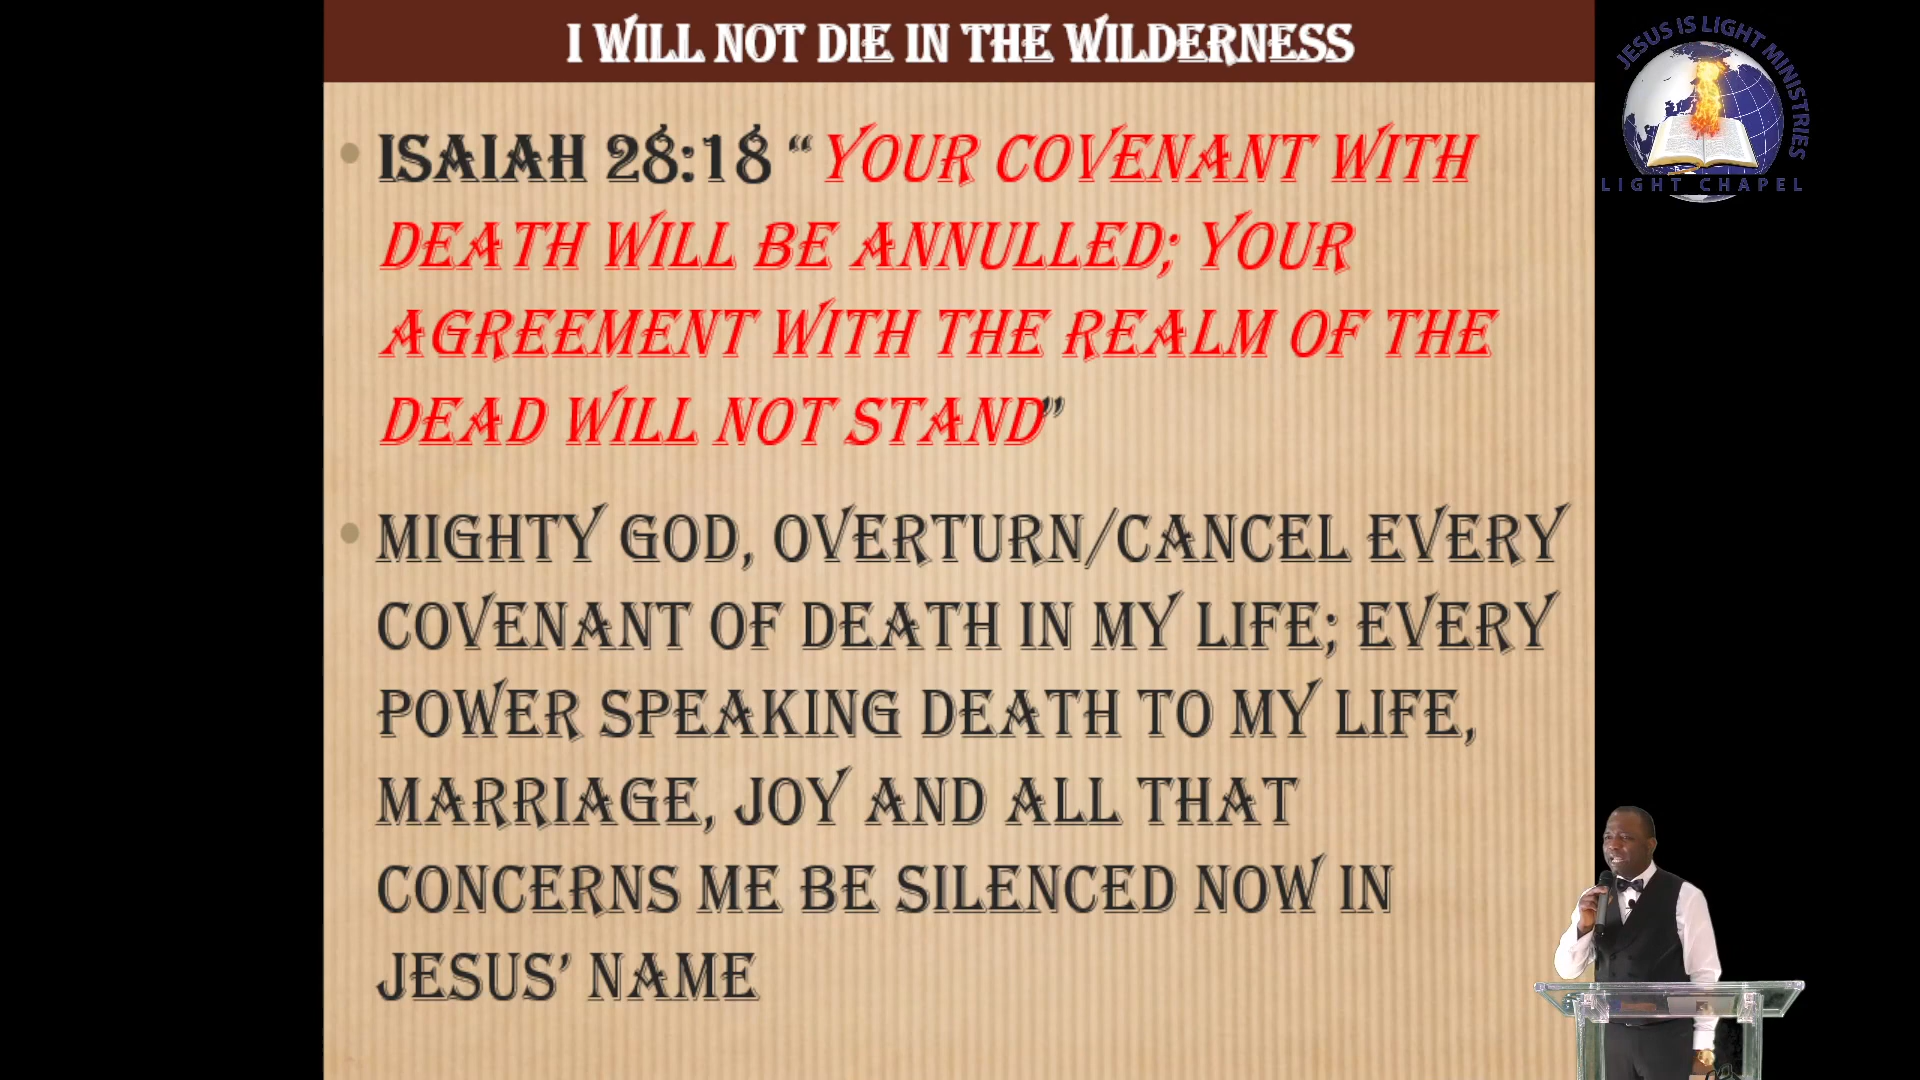 I WILL NOT DIE IN THE WILDERNESS
JESUS IS LIGHT MINISTRIES
LIGHT CHAPEL
• ISAIAH 28:18 “YOUR COVENANT WITH
DEATH WILL BE ANNULLED; YOUR
AGREEMENT WITH THE REALM OF THE
DEAD WILL NOT STAND”
• MIGHTY GOD, OVERTURN/CANCEL EVERY
COVENANT OF DEATH IN MY LIFE; EVERY
POWER SPEAKING DEATH TO MY LIFE,
MARRIAGE, JOY AND ALL THAT
CONCERNS ME BE SILENCED NOW IN
JESUS’ NAME